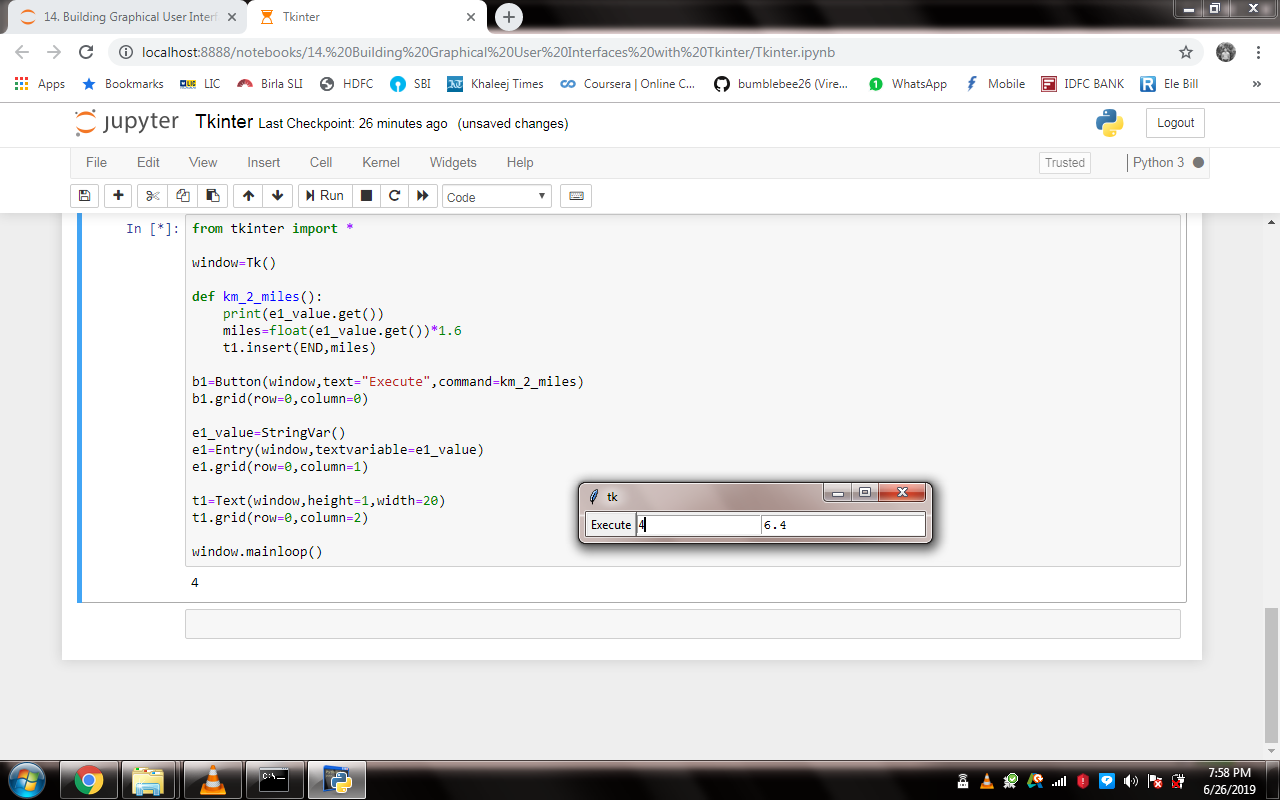 14. Building Graphical User Interf
Tkinter
localhost:8888/notebooks/14.%20Building%20Graphical%20User%20Interfaces%20with%20Tkinter/Tkinter.ipynb
Apps Bookmarks LIC Birla SLI HDFC SBI Khaleej Times Coursera | Online C... bumblebee26 (Vire... WhatsApp Mobile IDFC BANK Ele Bill »
jupyter Tkinter Last Checkpoint: 26 minutes ago (unsaved changes) Logout
File Edit View Insert Cell Kernel Widgets Help Trusted Python 3
Run Code
In [*]: from tkinter import *
window=Tk()
def km_2_miles():
    print(e1_value.get())
    miles=float(e1_value.get())*1.6
    t1.insert(END,miles)
b1=Button(window,text="Execute",command=km_2_miles)
b1.grid(row=0,column=0)
e1_value=StringVar()
e1=Entry(window,textvariable=e1_value)
e1.grid(row=0,column=1)
t1=Text(window,height=1,width=20)
t1.grid(row=0,column=2)
window.mainloop()
4
tk
Execute 4 6.4
7:58 PM
6/26/2019